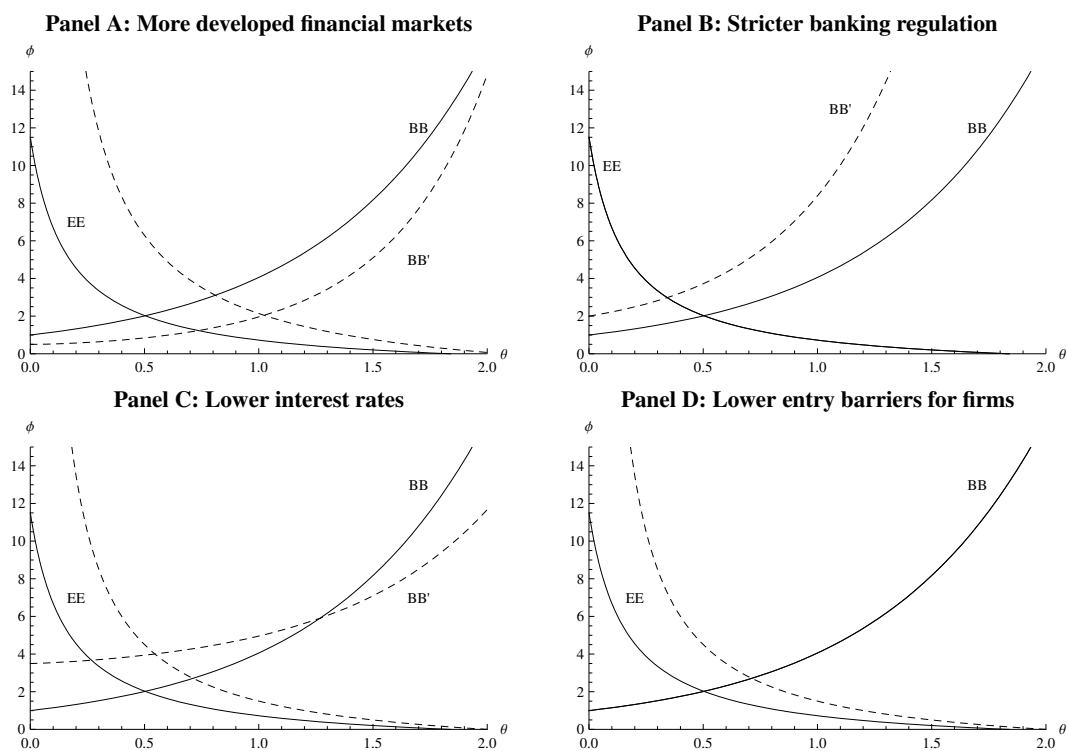 Panel A: More developed financial markets
ϕ
14
12
10
8
6
4
2
0
0.0 0.5 1.0 1.5 2.0 θ
EE
BB
BB'
Panel B: Stricter banking regulation
ϕ
14
12
10
8
6
4
2
0
0.0 0.5 1.0 1.5 2.0 θ
EE
BB'
BB
Panel C: Lower interest rates
ϕ
14
12
10
8
6
4
2
0
0.0 0.5 1.0 1.5 2.0 θ
EE
BB
BB'
Panel D: Lower entry barriers for firms
ϕ
14
12
10
8
6
4
2
0
0.0 0.5 1.0 1.5 2.0 θ
EE
BB